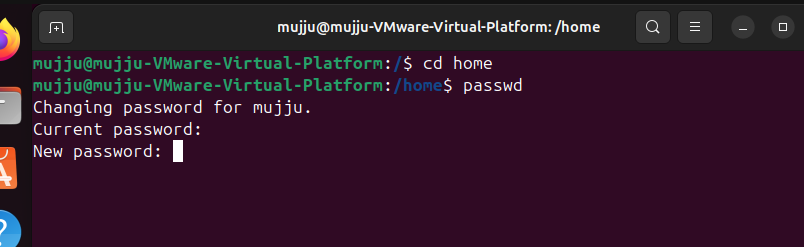 mujju@mujju-VMware-Virtual-Platform: /home
mujju@mujju-VMware-Virtual-Platform:/$ cd home
mujju@mujju-VMware-Virtual-Platform:/home$ passwd
Changing password for mujju.
Current password:
New password: